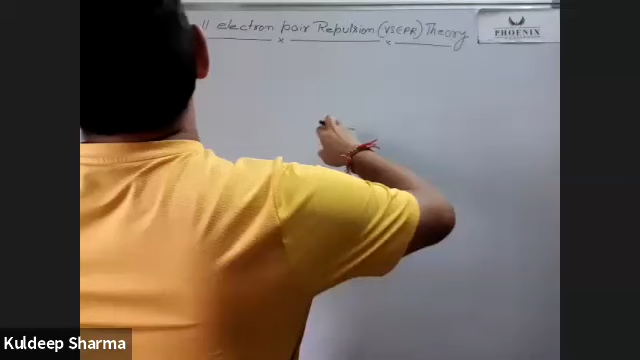 ll electron pair Repulsion (VSEPR) Theory
PHOENIX
Kuldeep Sharma